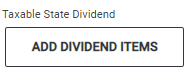 Taxable State Dividend
ADD DIVIDEND ITEMS